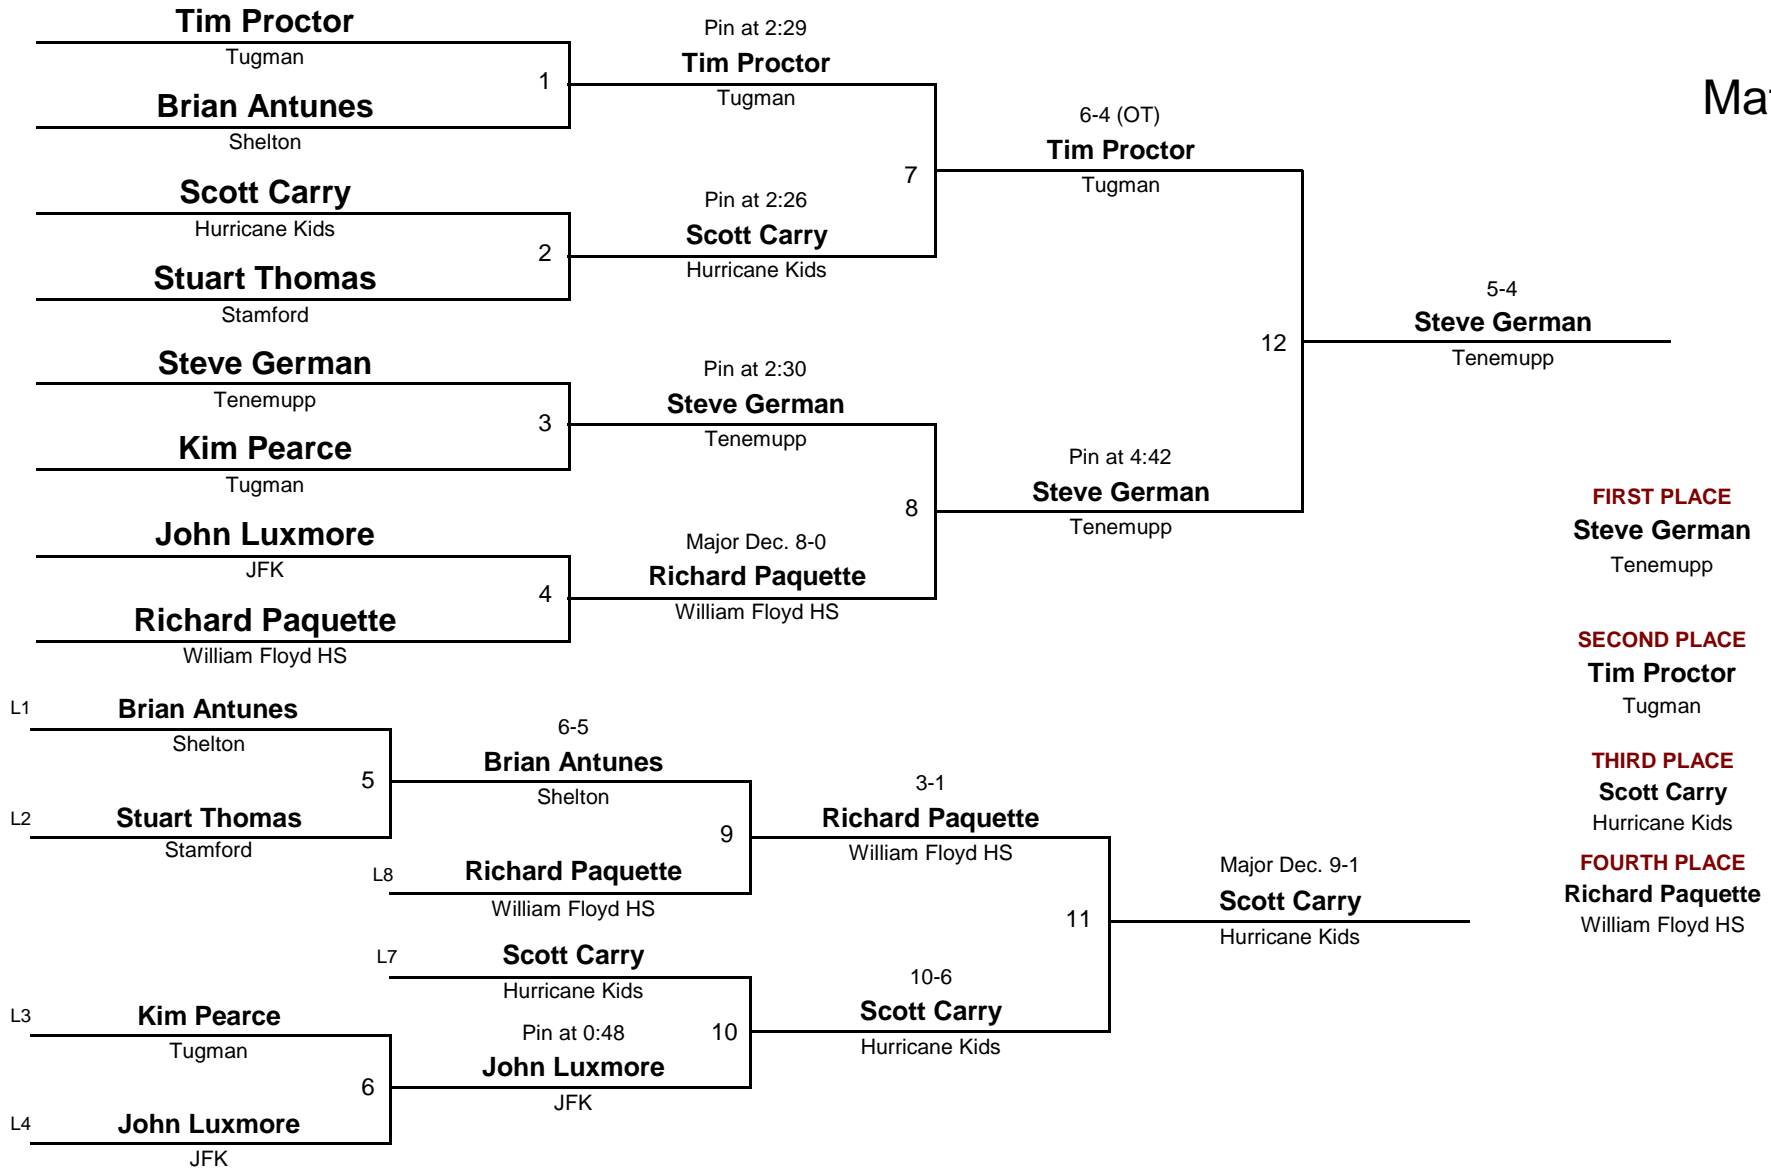 Tim Proctor
Tugman
1
Brian Antunes
Shelton
Scott Carry
Hurricane Kids
2
Stuart Thomas
Stamford
Steve German
Tenemupp
3
Kim Pearce
Tugman
John Luxmore
JFK
4
Richard Paquette
William Floyd HS
Pin at 2:29
Tim Proctor
Tugman
7
Pin at 2:26
Scott Carry
Hurricane Kids
Pin at 2:30
Steve German
Tenemupp
8
Major Dec. 8-0
Richard Paquette
William Floyd HS
6-4 (OT)
Tim Proctor
Tugman
12
Pin at 4:42
Steve German
Tenemupp
5-4
Steve German
Tenemupp
L1 Brian Antunes
Shelton
5
L2 Stuart Thomas
Stamford
6-5
Brian Antunes
Shelton
9
L8 Richard Paquette
William Floyd HS
L7 Scott Carry
Hurricane Kids
10
Pin at 0:48
John Luxmore
JFK
L3 Kim Pearce
Tugman
6
L4 John Luxmore
JFK
3-1
Richard Paquette
William Floyd HS
11
10-6
Scott Carry
Hurricane Kids
Major Dec. 9-1
Scott Carry
Hurricane Kids
FIRST PLACE
Steve German
Tenemupp
SECOND PLACE
Tim Proctor
Tugman
THIRD PLACE
Scott Carry
Hurricane Kids
FOURTH PLACE
Richard Paquette
William Floyd HS